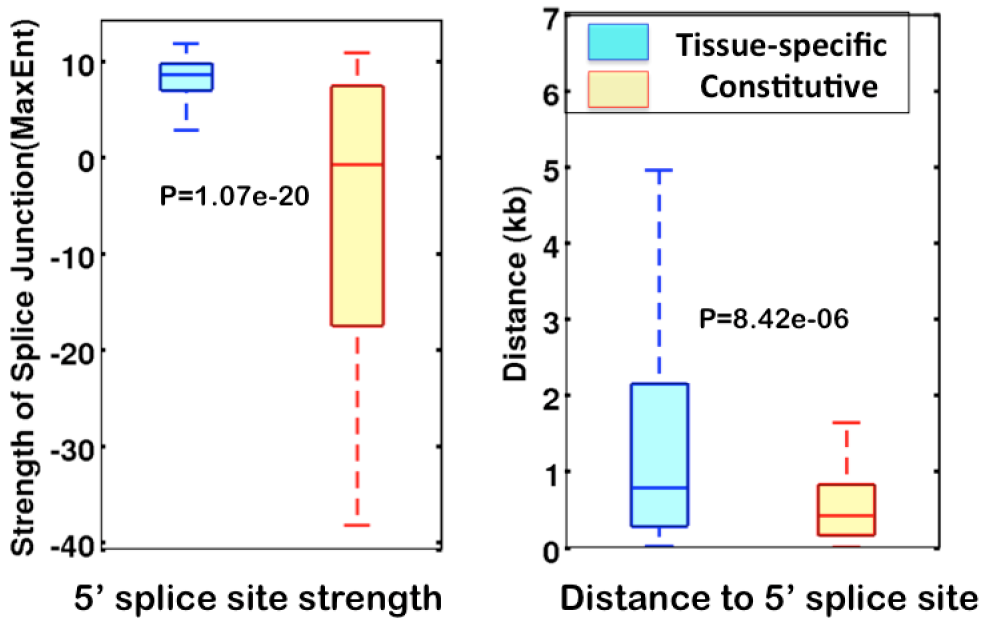 Strength of Splice Junction(MaxEnt)
10
0
-10
-20
-30
-40
P=1.07e-20
5’ splice site strength
Distance (kb)
7
6
5
4
3
2
1
0
Tissue-specific
Constitutive
P=8.42e-06
Distance to 5’ splice site